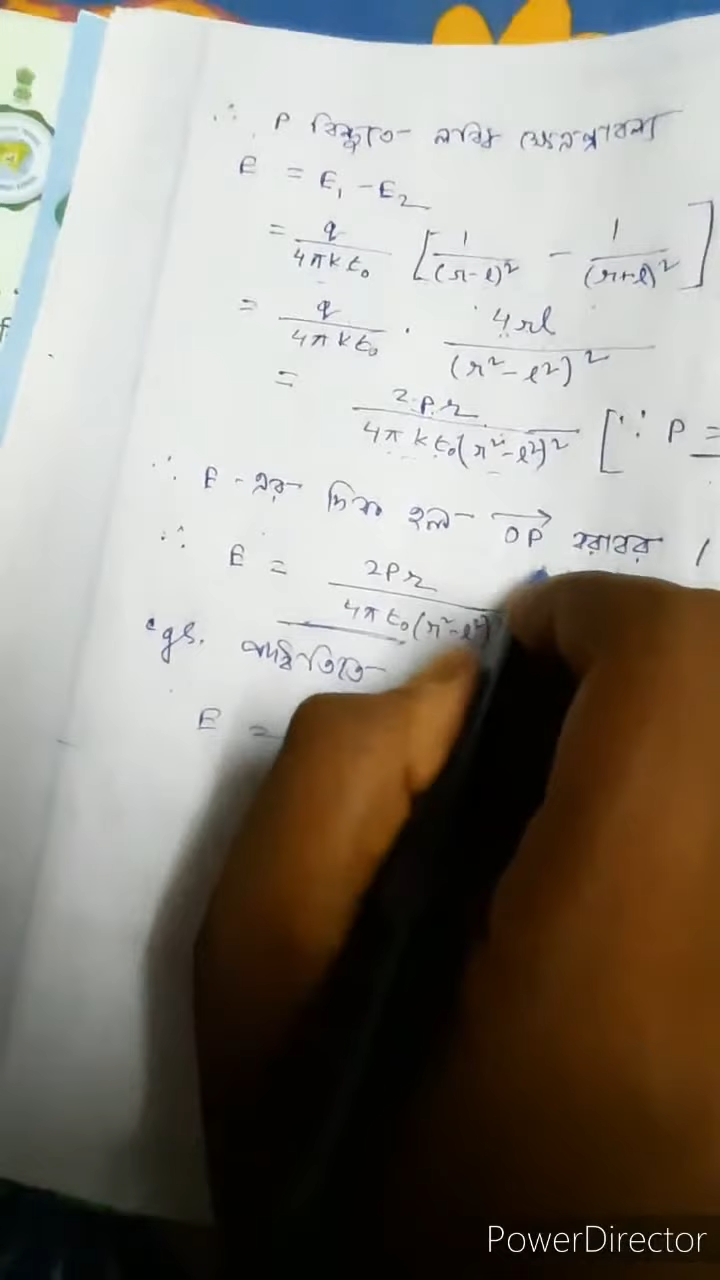 ∴ P বিন্দুতে লব্ধি ক্ষেত্রপ্রাবল্য
E = E₁ - E₂
= q/(4πkε₀) [1/(r-l)² - 1/(r+l)²]
= q/(4πkε₀) · 4rl/(r²-l²)²
= 2·p·r/(4πkε₀(r²-l²)²) [∵ P =
∴ E-এর দিক হল OP→ বরাবর ।
∴ E = 2Pr/(4πε₀(r²-l²)
cgs. পদ্ধতিতে
E =
PowerDirector